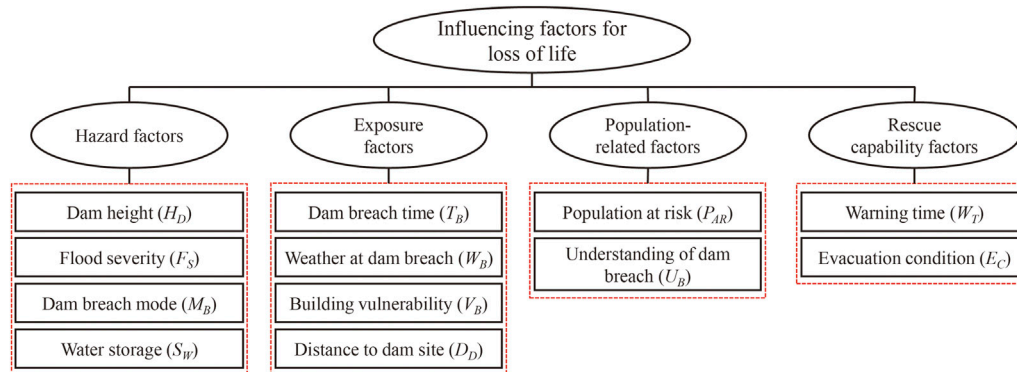 Influencing factors for
loss of life
Hazard factors
Exposure
factors
Population-
related factors
Rescue
capability factors
Dam height (H_D)
Flood severity (F_S)
Dam breach mode (M_B)
Water storage (S_W)
Dam breach time (T_B)
Weather at dam breach (W_B)
Building vulnerability (V_B)
Distance to dam site (D_D)
Population at risk (P_AR)
Understanding of dam
breach (U_B)
Warning time (W_T)
Evacuation condition (E_C)